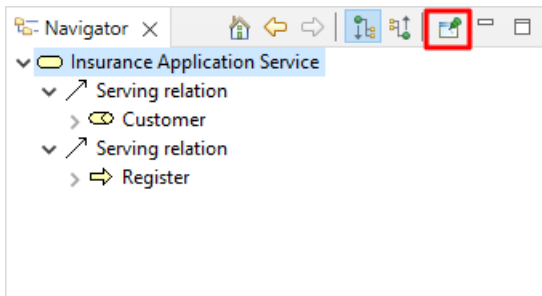 Navigator
Insurance Application Service
Serving relation
Customer
Serving relation
Register